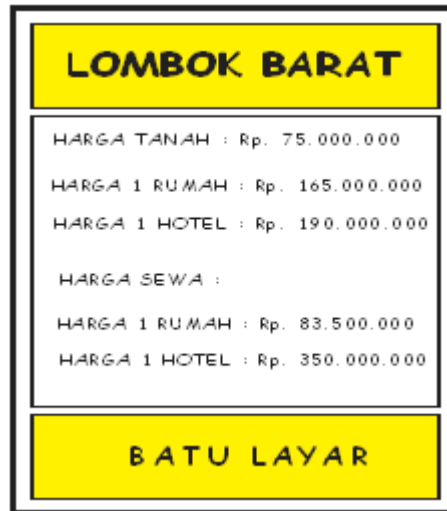 LOMBOK BARAT
HARGA TANAH : Rp. 75.000.000
HARGA 1 RUMAH : Rp. 165.000.000
HARGA 1 HOTEL : Rp. 190.000.000
HARGA SEWA :
HARGA 1 RUMAH : Rp. 83.500.000
HARGA 1 HOTEL : Rp. 350.000.000
BATU LAYAR